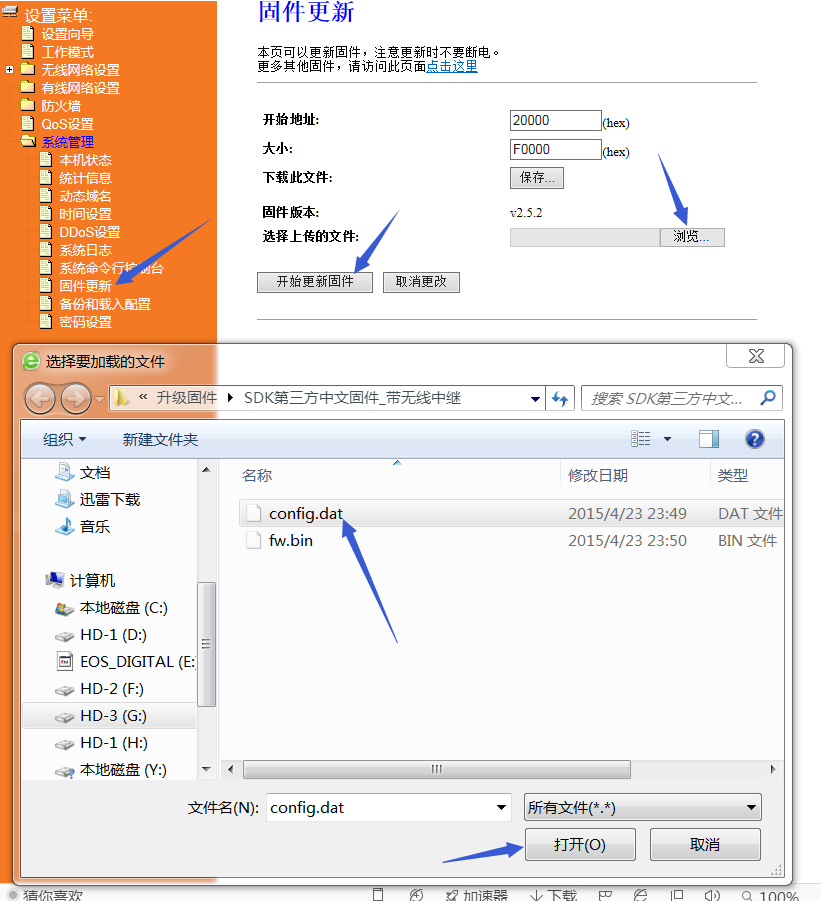 设置菜单:
设置向导
工作模式
无线网络设置
有线网络设置
防火墙
QoS设置
系统管理
本机状态
统计信息
动态域名
时间设置
DDoS设置
系统日志
系统命令行控制台
固件更新
备份和载入配置
密码设置
固件更新
本页可以更新固件，注意更新时不要断电。
更多其他固件，请访问此页面点击这里
开始地址: 20000 (hex)
大小: F0000 (hex)
下载此文件: 保存...
固件版本: v2.5.2
选择上传的文件: 浏览...
开始更新固件 取消更改
选择要加载的文件
« 升级固件 SDK第三方中文固件_带无线中继 搜索 SDK第三方中文...
组织 新建文件夹
文档
迅雷下载
音乐
计算机
本地磁盘 (C:)
HD-1 (D:)
EOS_DIGITAL (E:
HD-2 (F:)
HD-3 (G:)
HD-1 (H:)
本地磁盘 (Y:)
名称 修改日期 类型
config.dat 2015/4/23 23:49 DAT 文件
fw.bin 2015/4/23 23:50 BIN 文件
文件名(N): config.dat 所有文件(*.*)
打开(O) 取消
猜你喜欢 加速器 下载 100%